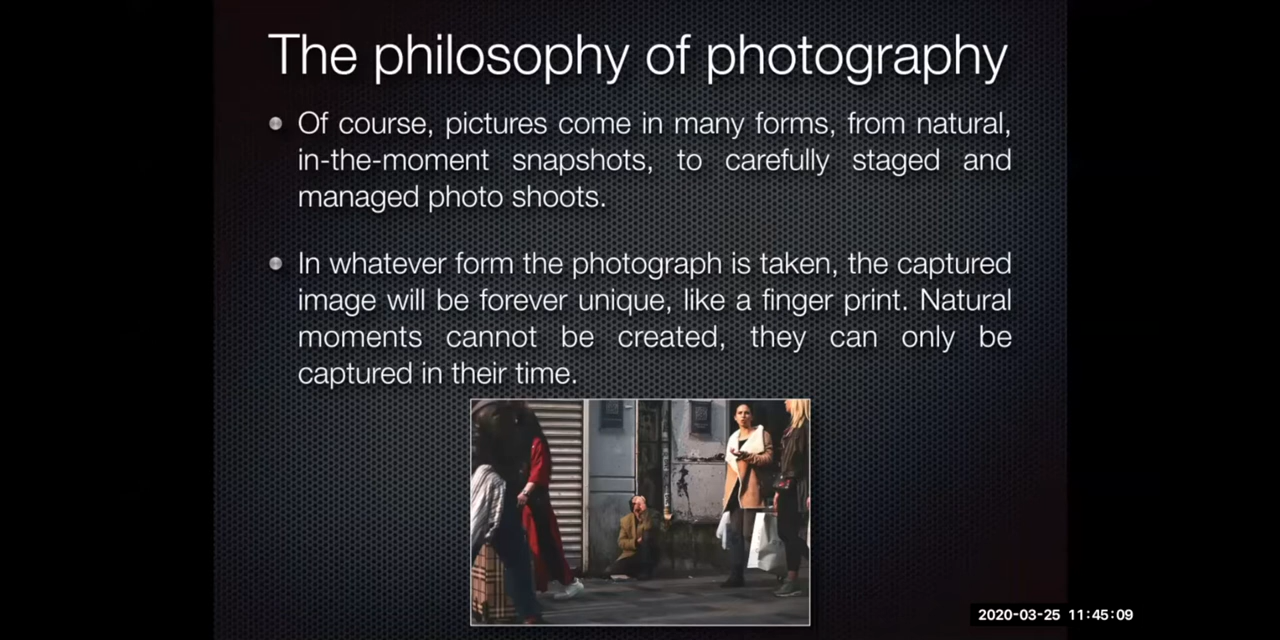 The philosophy of photography
Of course, pictures come in many forms, from natural,
in-the-moment snapshots, to carefully staged and
managed photo shoots.
In whatever form the photograph is taken, the captured
image will be forever unique, like a finger print. Natural
moments cannot be created, they can only be
captured in their time.
2020-03-25 11:45:09